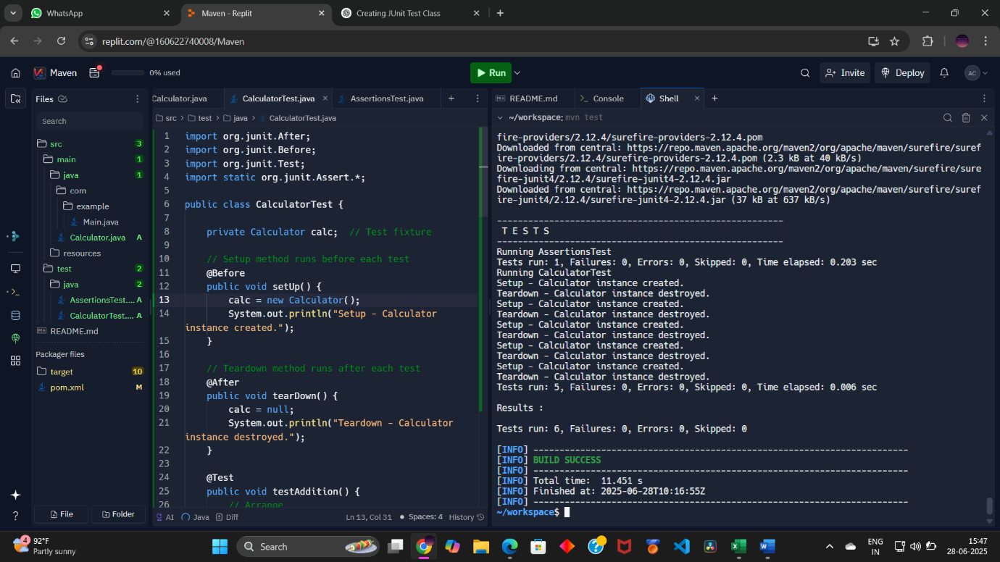 WhatsApp
Maven - Replit
Creating JUnit Test Class
replit.com/@160622740008/Maven
Maven
0% used
Run
Invite
Deploy
AC
Files
Search
src 3
main 1
java 1
com
example
Main.java
Calculator.java A
resources
test 2
java 2
AssertionsTest.... A
CalculatorTest.... A
README.md
Packager files
target 10
pom.xml M
File
Folder
Calculator.java
CalculatorTest.java
AssertionsTest.java
src > test > java > CalculatorTest.java
1 import org.junit.After;
2 import org.junit.Before;
3 import org.junit.Test;
4 import static org.junit.Assert.*;
5
6 public class CalculatorTest {
7
8 private Calculator calc;  // Test fixture
9
10 // Setup method runs before each test
11 @Before
12 public void setUp() {
13 calc = new Calculator();
14 System.out.println("Setup - Calculator
instance created.");
15 }
16
17 // Teardown method runs after each test
18 @After
19 public void tearDown() {
20 calc = null;
21 System.out.println("Teardown - Calculator
instance destroyed.");
22 }
23
24 @Test
25 public void testAddition() {
26 // Arrange
AI Java Diff Ln 13, Col 31 Spaces: 4 History
README.md
Console
Shell
~/workspace: mvn test
fire-providers/2.12.4/surefire-providers-2.12.4.pom
Downloaded from central: https://repo.maven.apache.org/maven2/org/apache/maven/surefire/suref
ire-providers/2.12.4/surefire-providers-2.12.4.pom (2.3 kB at 40 kB/s)
Downloading from central: https://repo.maven.apache.org/maven2/org/apache/maven/surefire/sure
fire-junit4/2.12.4/surefire-junit4-2.12.4.jar
Downloaded from central: https://repo.maven.apache.org/maven2/org/apache/maven/surefire/suref
ire-junit4/2.12.4/surefire-junit4-2.12.4.jar (37 kB at 637 kB/s)
-------------------------------------------------------
T E S T S
-------------------------------------------------------
Running AssertionsTest
Tests run: 1, Failures: 0, Errors: 0, Skipped: 0, Time elapsed: 0.203 sec
Running CalculatorTest
Setup - Calculator instance created.
Teardown - Calculator instance destroyed.
Setup - Calculator instance created.
Teardown - Calculator instance destroyed.
Setup - Calculator instance created.
Teardown - Calculator instance destroyed.
Setup - Calculator instance created.
Teardown - Calculator instance destroyed.
Setup - Calculator instance created.
Teardown - Calculator instance destroyed.
Tests run: 5, Failures: 0, Errors: 0, Skipped: 0, Time elapsed: 0.006 sec
Results :
Tests run: 6, Failures: 0, Errors: 0, Skipped: 0
[INFO] ------------------------------------------------------------------------
[INFO] BUILD SUCCESS
[INFO] ------------------------------------------------------------------------
[INFO] Total time:  11.451 s
[INFO] Finished at: 2025-06-28T10:16:55Z
[INFO] ------------------------------------------------------------------------
~/workspace$
4
92°F
Partly sunny
Search
ENG
IN
15:47
28-06-2025